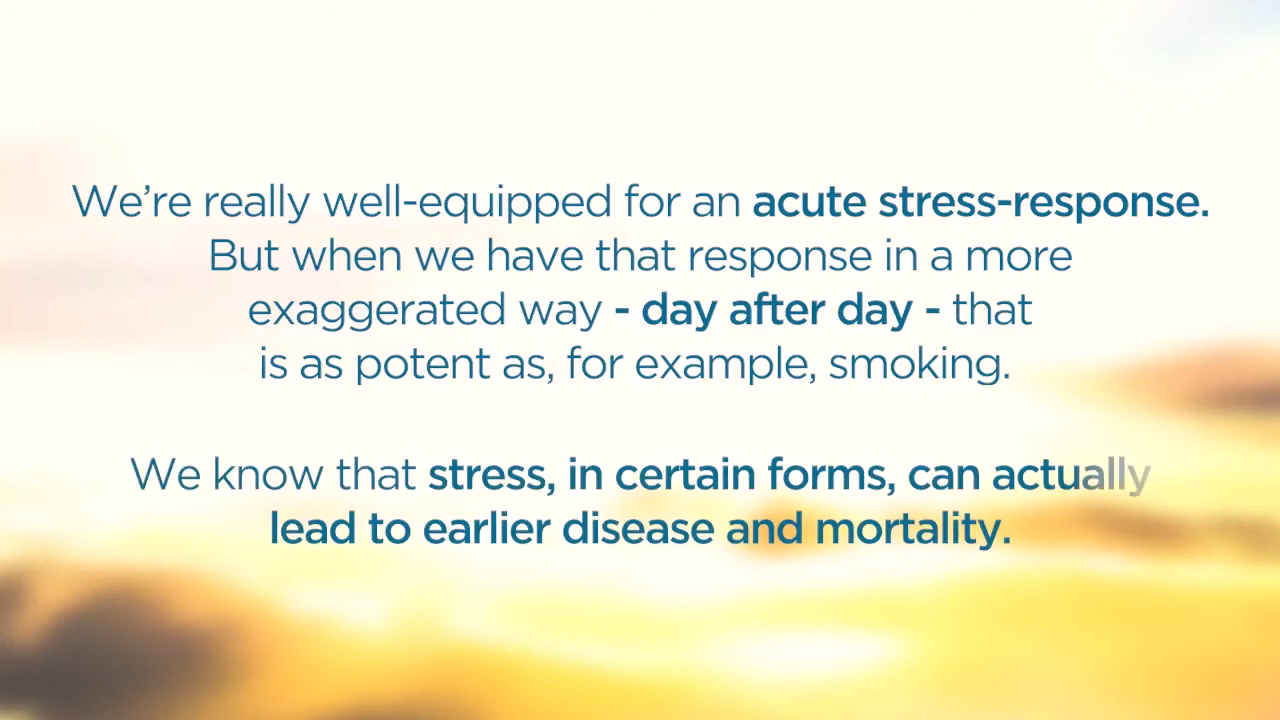 We’re really well-equipped for an acute stress-response.
But when we have that response in a more
exaggerated way - day after day - that
is as potent as, for example, smoking.
We know that stress, in certain forms, can actually
lead to earlier disease and mortality.